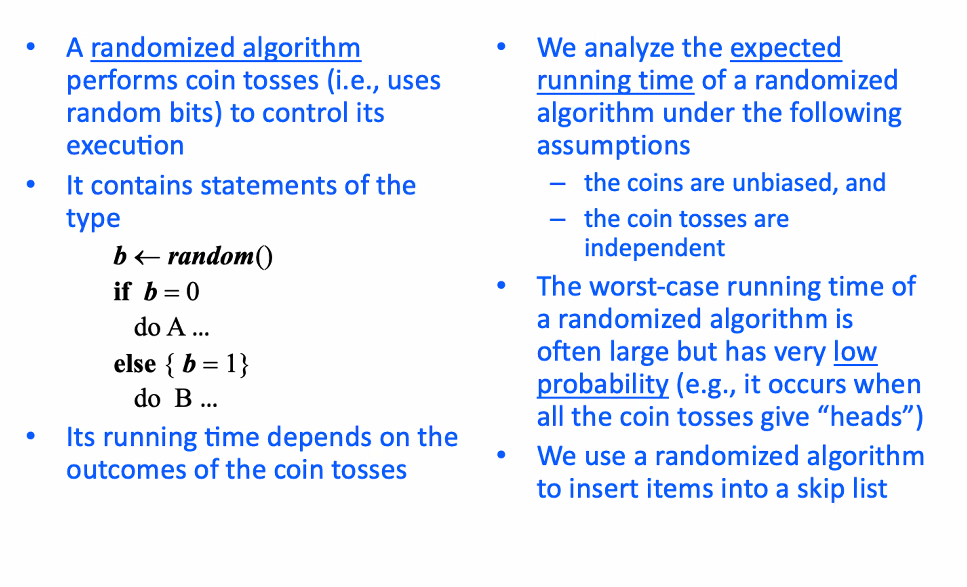 • A randomized algorithm
performs coin tosses (i.e., uses
random bits) to control its
execution
• It contains statements of the
type
b ← random()
if b = 0
do A ...
else { b = 1}
do B ...
• Its running time depends on the
outcomes of the coin tosses
• We analyze the expected
running time of a randomized
algorithm under the following
assumptions
– the coins are unbiased, and
– the coin tosses are
independent
• The worst-case running time of
a randomized algorithm is
often large but has very low
probability (e.g., it occurs when
all the coin tosses give “heads”)
• We use a randomized algorithm
to insert items into a skip list